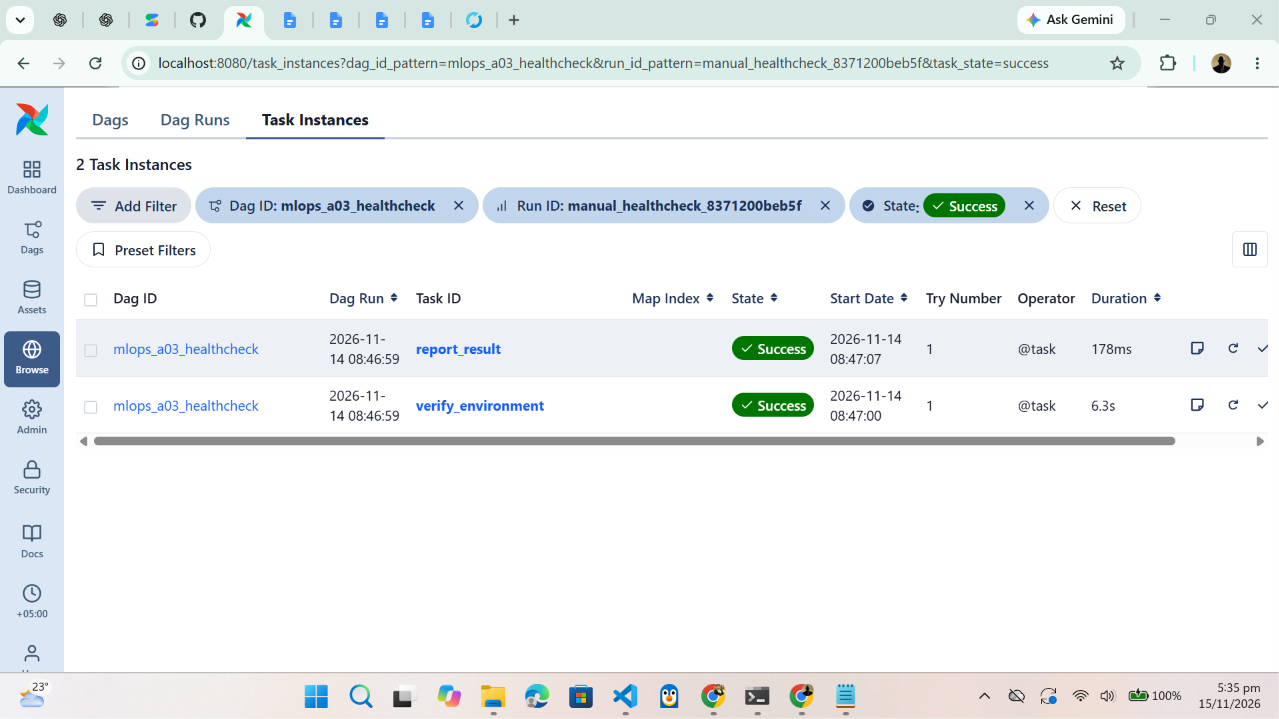 Ask Gemini
localhost:8080/task_instances?dag_id_pattern=mlops_a03_healthcheck&run_id_pattern=manual_healthcheck_8371200beb5f&task_state=success
Dags Dag Runs Task Instances
2 Task Instances
Add Filter Dag ID: mlops_a03_healthcheck Run ID: manual_healthcheck_8371200beb5f State: Success Reset
Preset Filters
Dag ID Dag Run Task ID Map Index State Start Date Try Number Operator Duration
mlops_a03_healthcheck 2026-11-14 08:46:59 report_result Success 2026-11-14 08:47:07 1 @task 178ms
mlops_a03_healthcheck 2026-11-14 08:46:59 verify_environment Success 2026-11-14 08:47:00 1 @task 6.3s
Dashboard
Dags
Assets
Browse
Admin
Security
Docs
+05:00
23°
100%
5:35 pm
15/11/2026